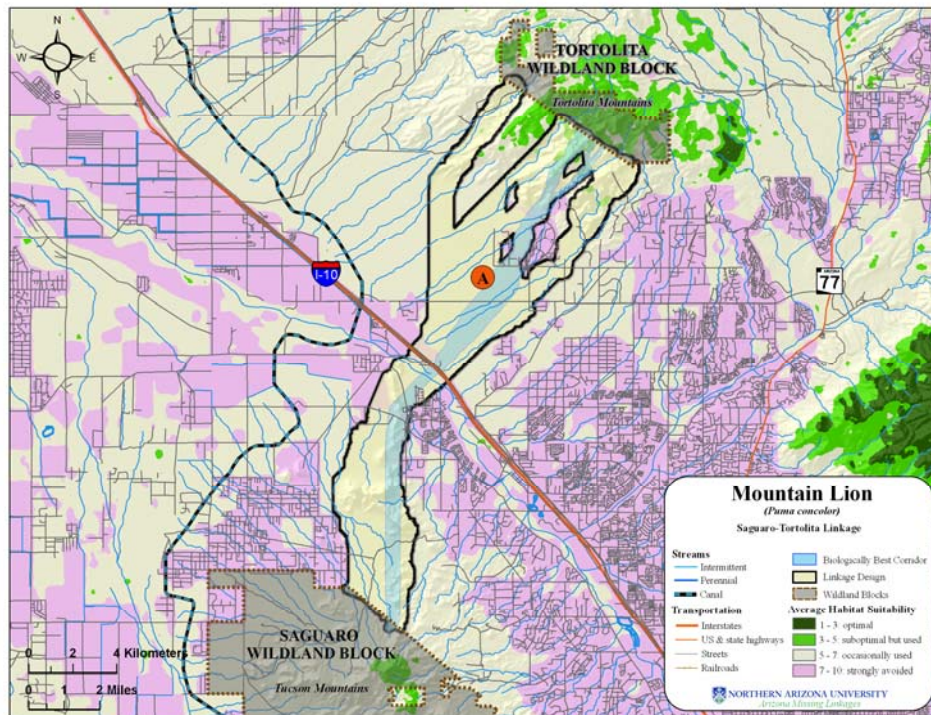 N
W
E
S
TORTOLITA
WILDLAND BLOCK
Tortolita Mountains
A
I-10
ARIZONA
77
SAGUARO
WILDLAND BLOCK
Tucson Mountains
0 2 4 Kilometers
0 1 2 Miles
Mountain Lion
(Puma concolor)
Saguaro-Tortolita Linkage
Streams
Intermittent
Perennial
Canal
Transportation
Interstates
US & state highways
Streets
Railroads
Biologically Best Corridor
Linkage Design
Wildland Blocks
Average Habitat Suitability
1 - 3: optimal
3 - 5: suboptimal but used
5 - 7: occasionally used
7 - 10: strongly avoided
NORTHERN ARIZONA UNIVERSITY
Arizona Missing Linkages